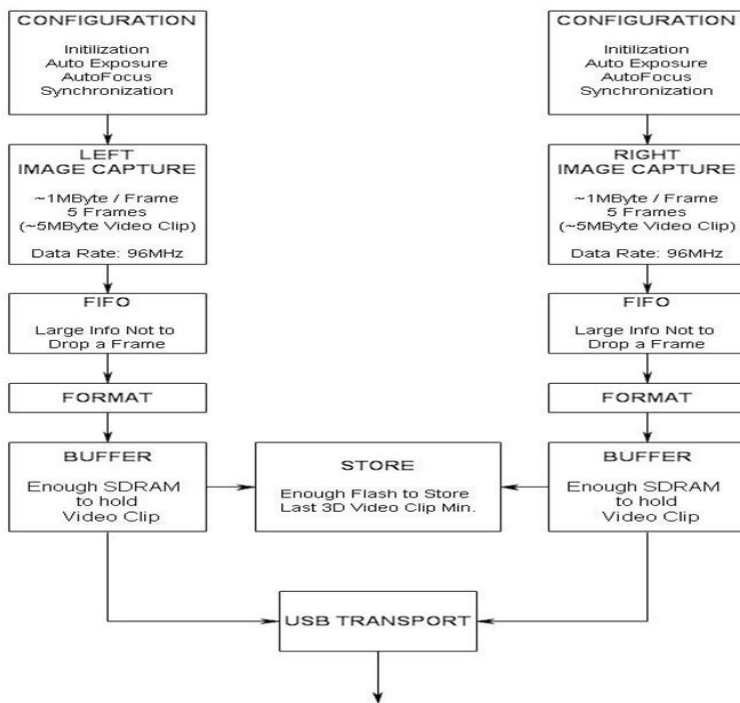 CONFIGURATION
Initilization
Auto Exposure
AutoFocus
Synchronization
LEFT
IMAGE CAPTURE
~1MByte / Frame
5 Frames
(~5MByte Video Clip)
Data Rate: 96MHz
FIFO
Large Info Not to
Drop a Frame
FORMAT
BUFFER
Enough SDRAM
to hold
Video Clip
CONFIGURATION
Initilization
Auto Exposure
AutoFocus
Synchronization
RIGHT
IMAGE CAPTURE
~1MByte / Frame
5 Frames
(~5MByte Video Clip)
Data Rate: 96MHz
FIFO
Large Info Not to
Drop a Frame
FORMAT
BUFFER
Enough SDRAM
to hold
Video Clip
STORE
Enough Flash to Store
Last 3D Video Clip Min.
USB TRANSPORT